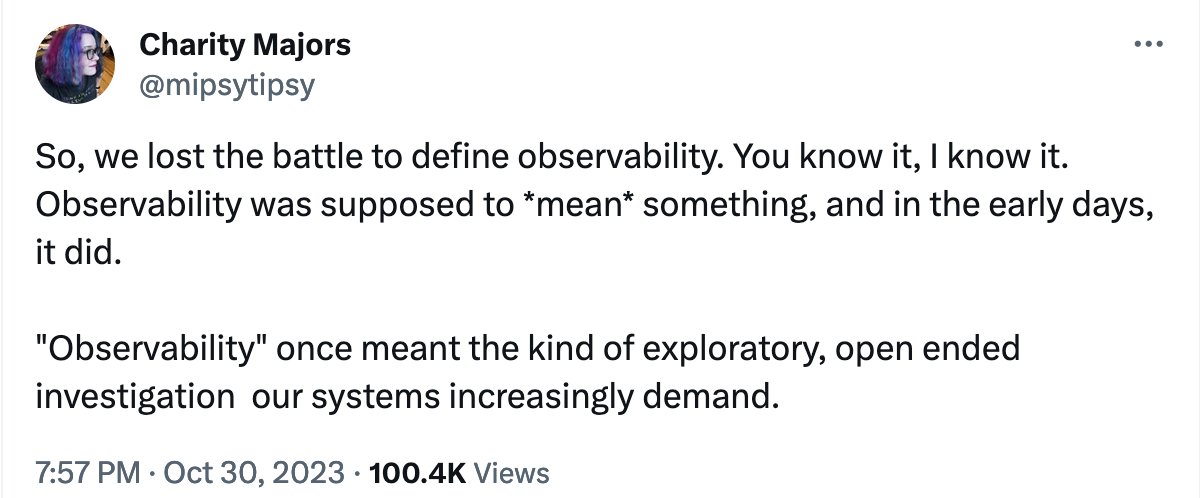 Charity Majors
@mipsytipsy
So, we lost the battle to define observability. You know it, I know it.
Observability was supposed to *mean* something, and in the early days,
it did.
"Observability" once meant the kind of exploratory, open ended
investigation  our systems increasingly demand.
7:57 PM · Oct 30, 2023 · 100.4K Views